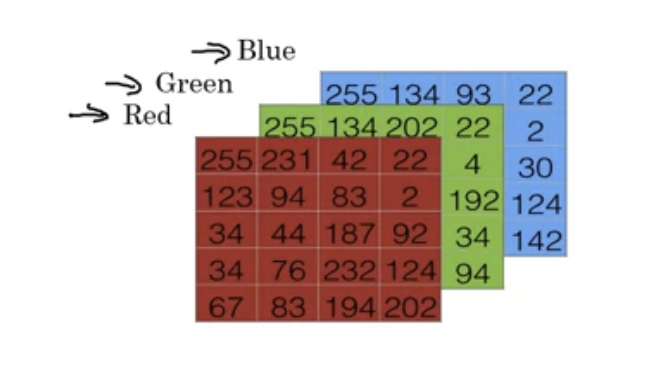 Blue
Green
Red
255 134 93 22
255 134 202 22 2
255 231 42 22 4 30
123 94 83 2 192 124
34 44 187 92 34 142
34 76 232 124 94
67 83 194 202